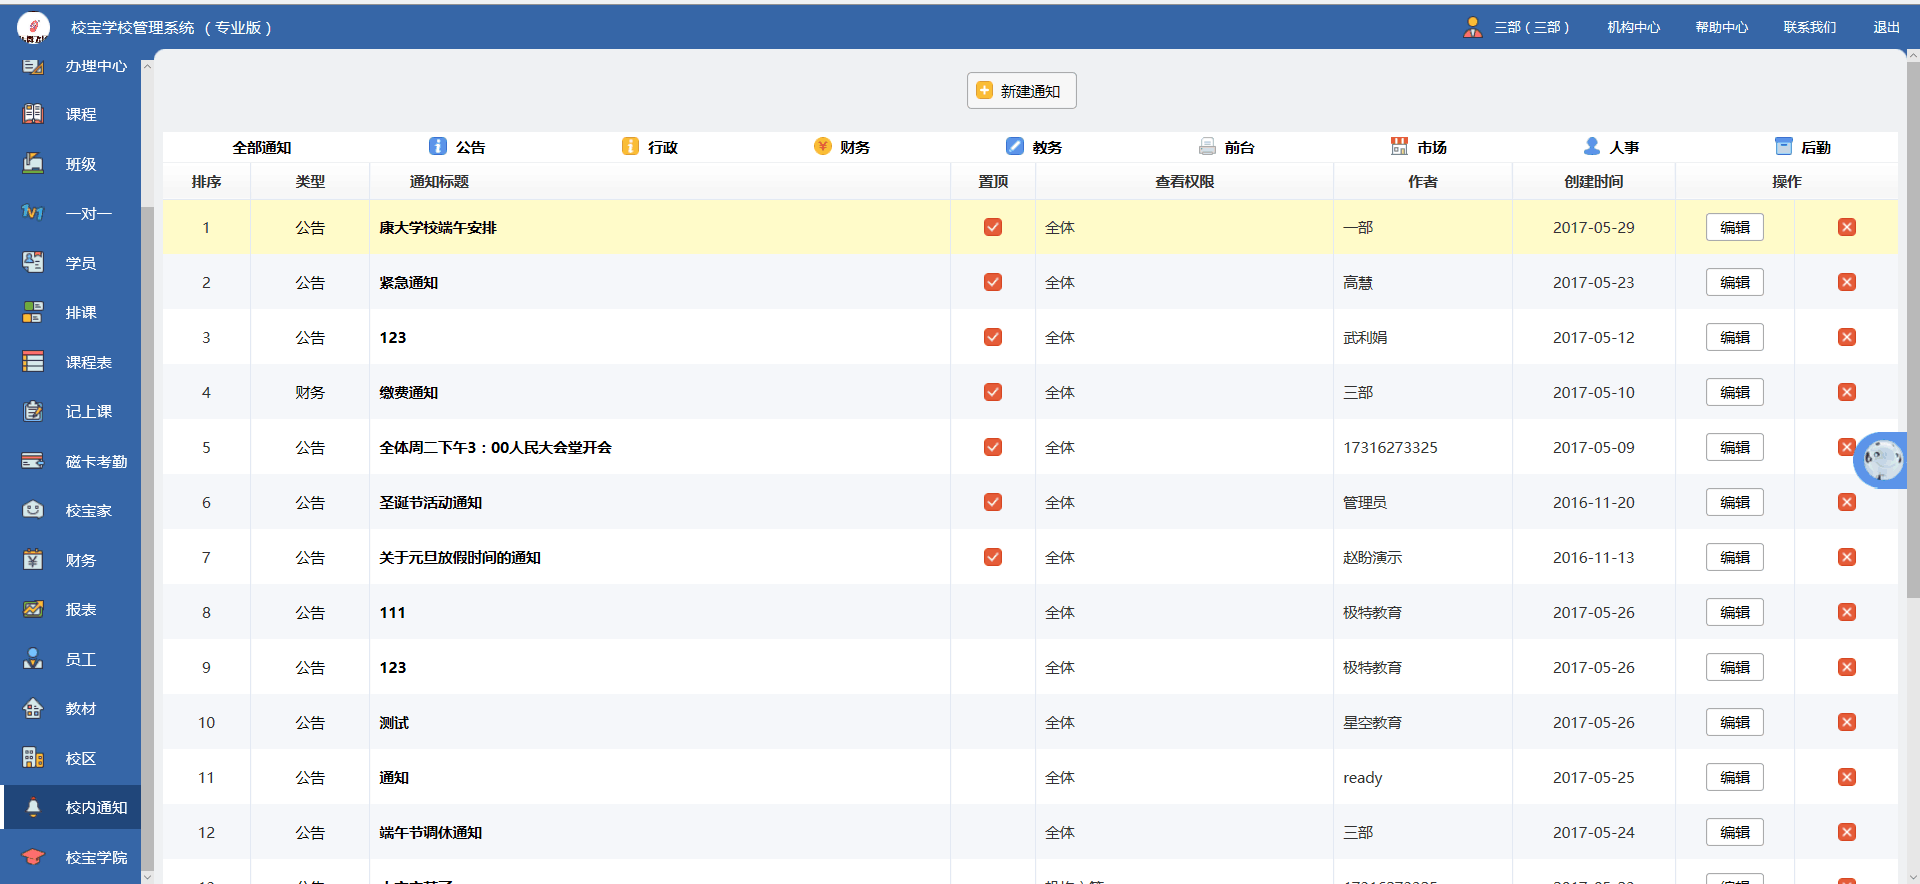 校宝学校管理系统 ( 专业版 )
三部 ( 三部 ) 机构中心 帮助中心 联系我们 退出
办理中心
课程
班级
一对一
学员
排课
课程表
记上课
磁卡考勤
校宝家
财务
报表
员工
教材
校区
校内通知
校宝学院
新建通知
全部通知 公告 行政 财务 教务 前台 市场 人事 后勤
排序 类型 通知标题 置顶 查看权限 作者 创建时间 操作
1 公告 康大学校端午安排 全体 一部 2017-05-29 编辑
2 公告 紧急通知 全体 高慧 2017-05-23 编辑
3 公告 123 全体 武利娟 2017-05-12 编辑
4 财务 缴费通知 全体 三部 2017-05-10 编辑
5 公告 全体周二下午3：00人民大会堂开会 全体 17316273325 2017-05-09 编辑
6 公告 圣诞节活动通知 全体 管理员 2016-11-20 编辑
7 公告 关于元旦放假时间的通知 全体 赵盼演示 2016-11-13 编辑
8 公告 111 全体 极特教育 2017-05-26 编辑
9 公告 123 全体 极特教育 2017-05-26 编辑
10 公告 测试 全体 星空教育 2017-05-26 编辑
11 公告 通知 全体 ready 2017-05-25 编辑
12 公告 端午节调休通知 全体 三部 2017-05-24 编辑